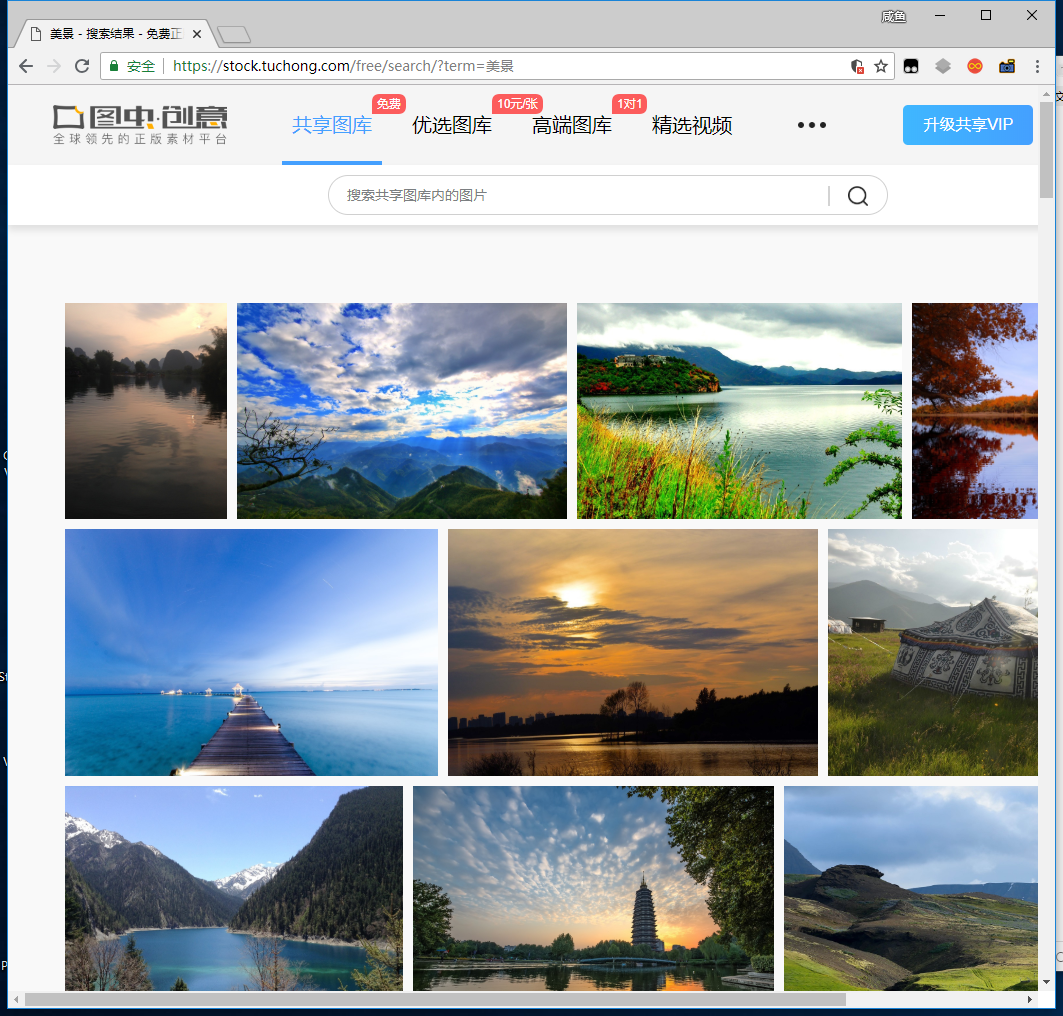 咸鱼
美景 - 搜索结果 - 免费正
安全 https://stock.tuchong.com/free/search/?term=美景
图虫·创意
全球领先的正版素材平台
共享图库 免费
优选图库 10元/张
高端图库 1对1
精选视频
•••
升级共享VIP
搜索共享图库内的图片